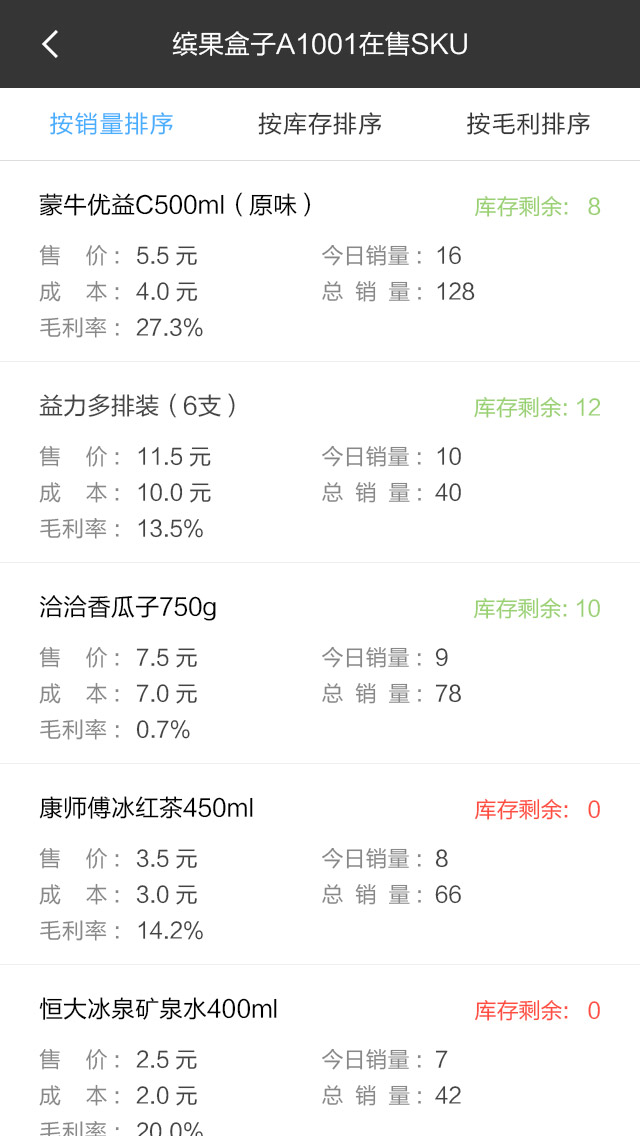 缤果盒子A1001在售SKU
按销量排序 按库存排序 按毛利排序
蒙牛优益C500ml（原味） 库存剩余: 8
售 价: 5.5 元 今日销量: 16
成 本: 4.0 元 总 销 量: 128
毛利率: 27.3%
益力多排装（6支） 库存剩余: 12
售 价: 11.5 元 今日销量: 10
成 本: 10.0 元 总 销 量: 40
毛利率: 13.5%
洽洽香瓜子750g 库存剩余: 10
售 价: 7.5 元 今日销量: 9
成 本: 7.0 元 总 销 量: 78
毛利率: 0.7%
康师傅冰红茶450ml 库存剩余: 0
售 价: 3.5 元 今日销量: 8
成 本: 3.0 元 总 销 量: 66
毛利率: 14.2%
恒大冰泉矿泉水400ml 库存剩余: 0
售 价: 2.5 元 今日销量: 7
成 本: 2.0 元 总 销 量: 42
毛利率: 20.0%